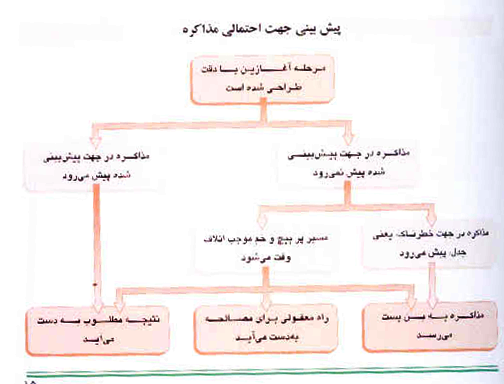 پیش بینی جهت احتمالی مذاکره
مرحله آغازین با دقت
طراحی شده است
مذاکره در جهت پیش‌بینی
شده پیش نمی‌رود
مذاکره در جهت پیش‌بینی
شده پیش می‌رود
مذاکره در جهت خطرناک، یعنی
جدل، پیش می‌رود
مسیر پر پیچ و خم موجب اتلاف
وقت می‌شود
مذاکره به بن بست
می‌رسد
راه معقولی برای مصالحه
به‌دست می‌آید
نتیجه مطلوب به دست
می‌آید
۱۵